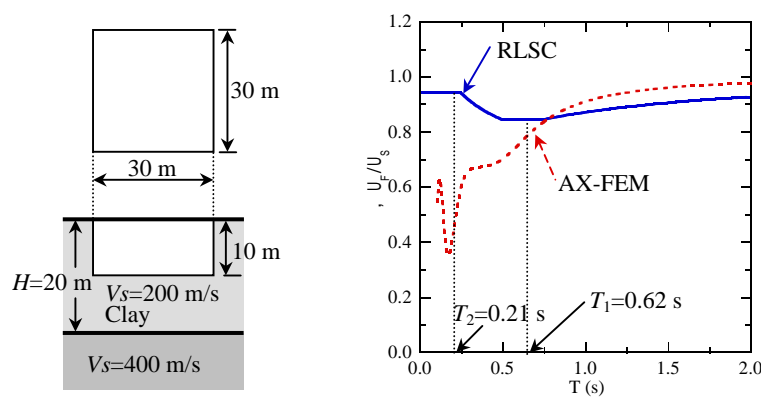 30 m
30 m
10 m
H=20 m
Vs=200 m/s
Clay
Vs=400 m/s
1.2
1.0
0.8
0.6
0.4
0.2
0.0
, U_F/U_S
RLSC
AX-FEM
T₂=0.21 s
T₁=0.62 s
0.0 0.5 1.0 1.5 2.0
T (s)